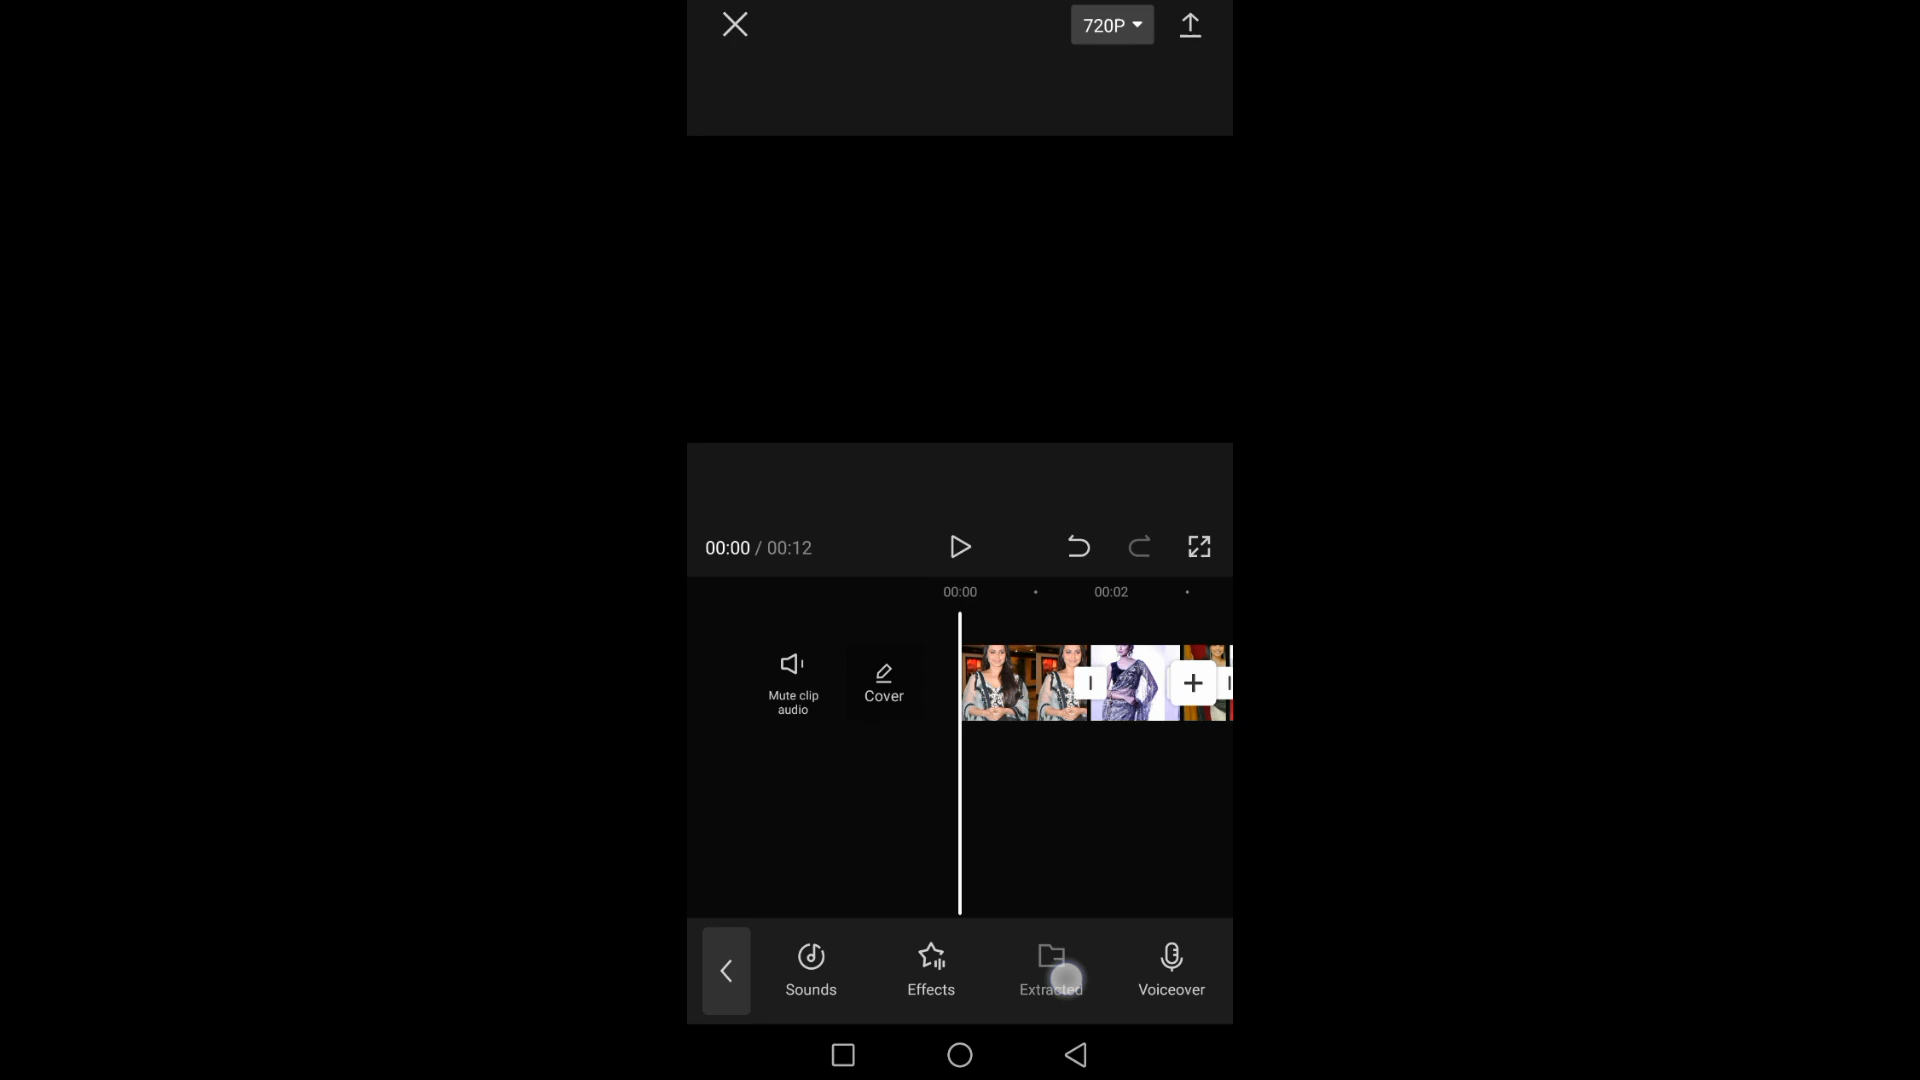 720P
00:00 / 00:12
00:00
00:02
Mute clip
audio
Cover
Sounds
Effects
Extracted
Voiceover